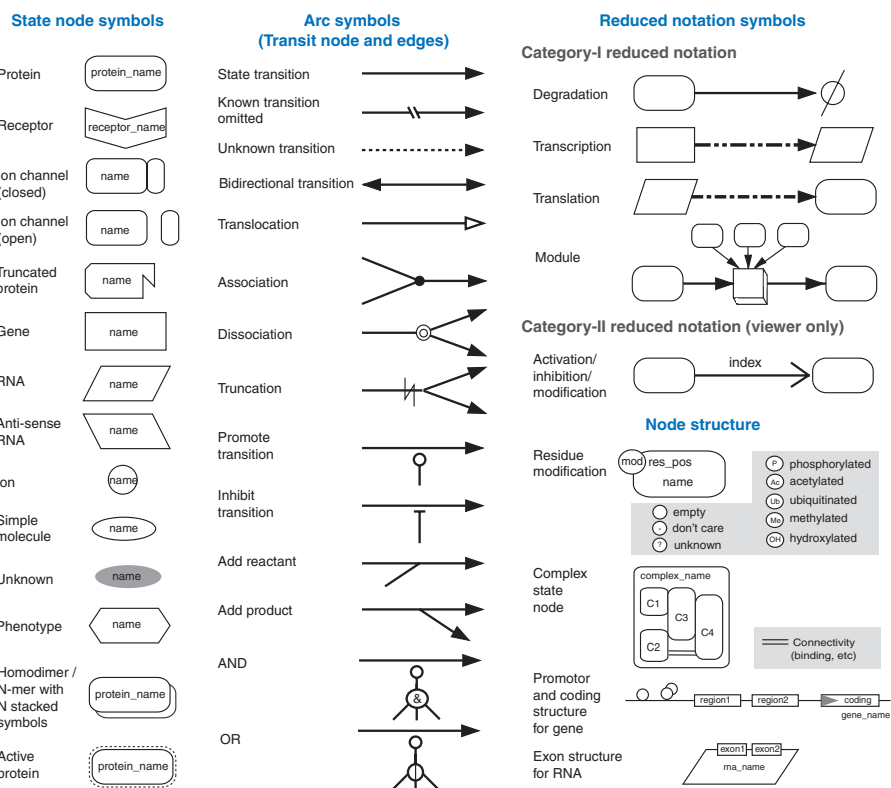 State node symbols
Protein
protein_name
Receptor
receptor_name
on channel
(closed)
name
on channel
(open)
name
Truncated
protein
name
Gene
name
RNA
name
Anti-sense
RNA
name
on
name
Simple
molecule
name
Unknown
name
Phenotype
name
Homodimer /
N-mer with
N stacked
symbols
protein_name
Active
protein
protein_name
Arc symbols
(Transit node and edges)
State transition
Known transition
omitted
Unknown transition
Bidirectional transition
Translocation
Association
Dissociation
Truncation
Promote
transition
Inhibit
transition
Add reactant
Add product
AND
&
OR
Reduced notation symbols
Category-I reduced notation
Degradation
Transcription
Translation
Module
Category-II reduced notation (viewer only)
Activation/
inhibition/
modification
index
Node structure
Residue
modification
mod
res_pos
name
empty
- don't care
? unknown
P phosphorylated
Ac acetylated
Ub ubiquitinated
Me methylated
OH hydroxylated
Complex
state
node
complex_name
C1
C3
C4
C2
Connectivity
(binding, etc)
Promotor
and coding
structure
for gene
region1
region2
coding
gene_name
Exon structure
for RNA
exon1
exon2
rna_name